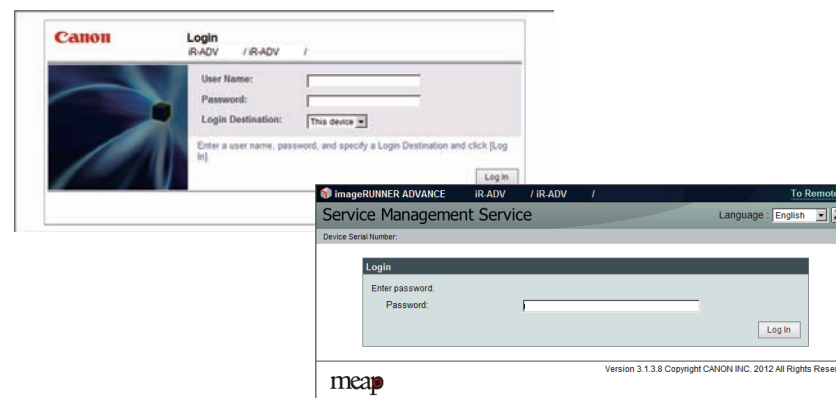 Canon
Login
iR-ADV / iR-ADV /
User Name:
Password:
Login Destination: This device
Enter a user name, password, and specify a Login Destination and click [Log
In]
Log In
imageRUNNER ADVANCE iR-ADV / iR-ADV / To Remote
Service Management Service Language : English
Device Serial Number:
Login
Enter password.
Password:
Log In
meap
Version 3.1.3.8 Copyright CANON INC. 2012 All Rights Reser